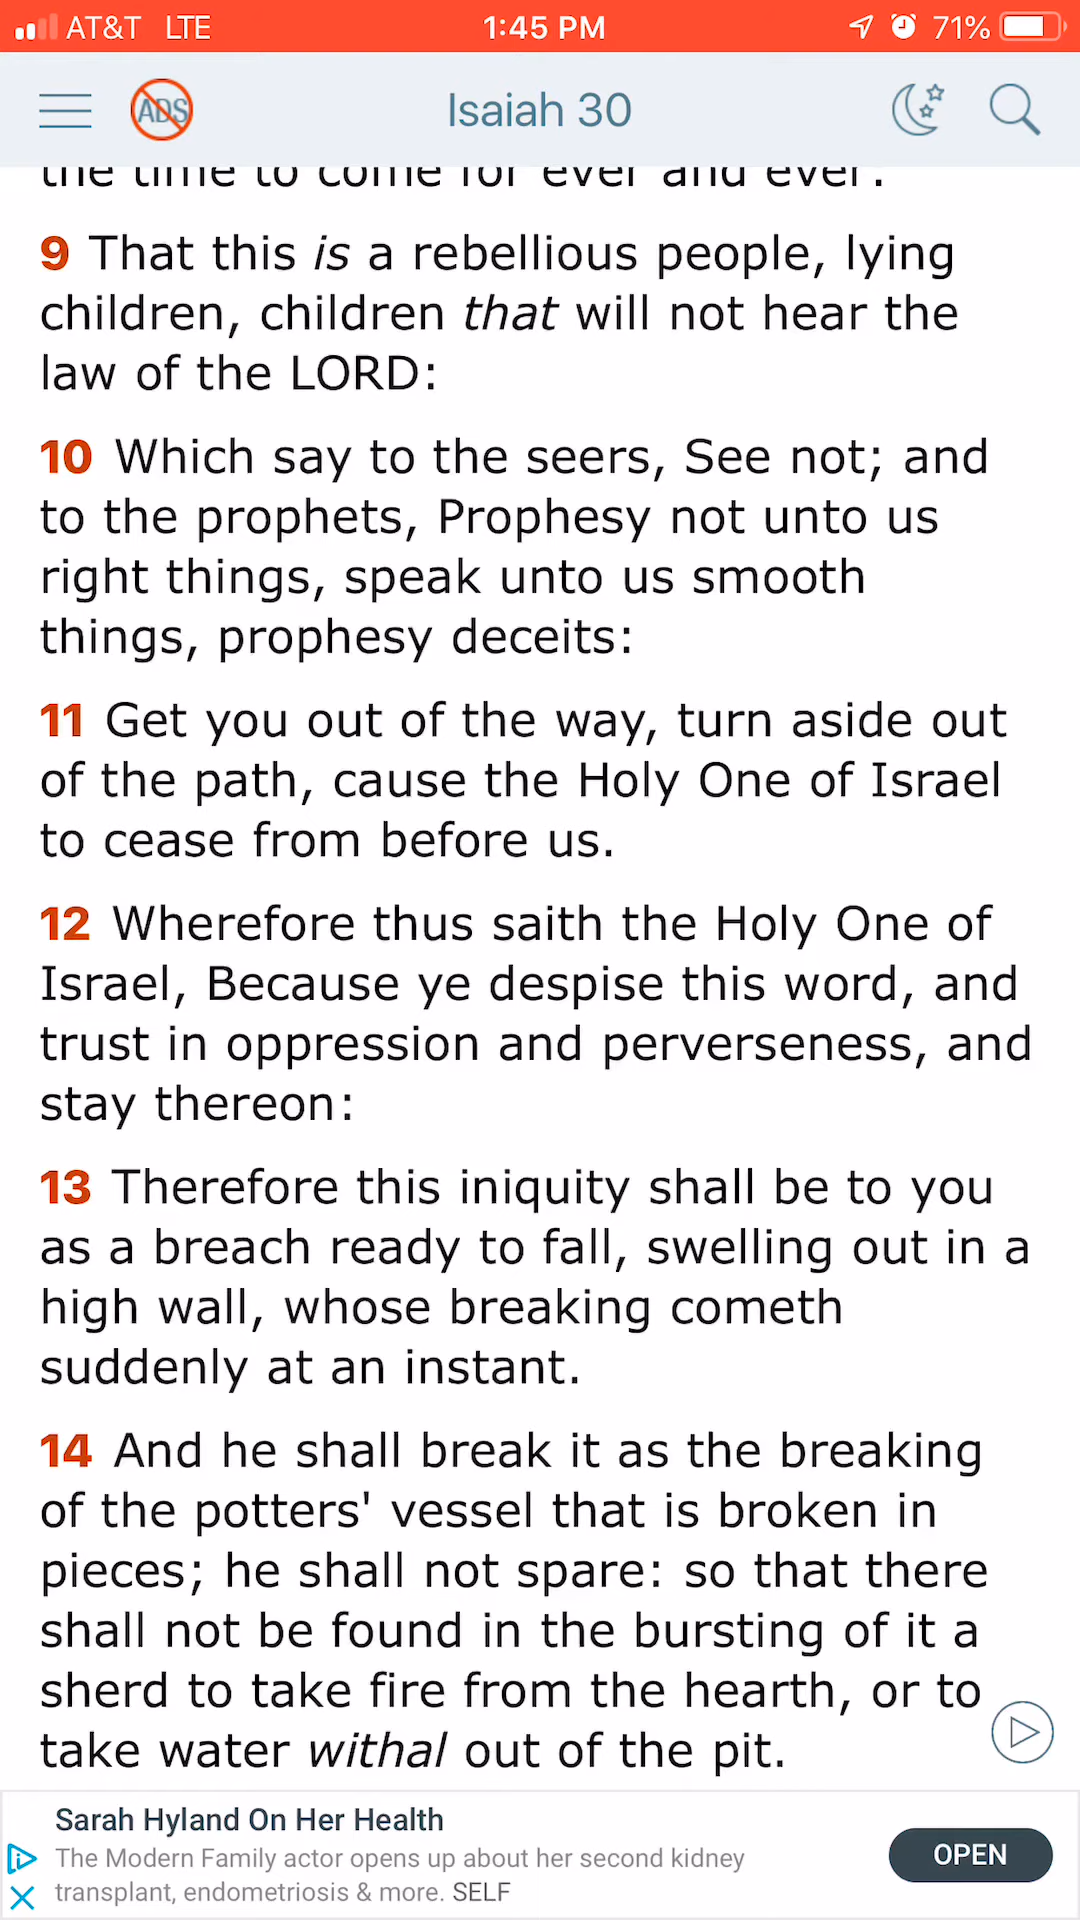 AT&T LTE 1:45 PM 71%
ADS Isaiah 30
the time to come for ever and ever.
9 That this is a rebellious people, lying
children, children that will not hear the
law of the LORD:
10 Which say to the seers, See not; and
to the prophets, Prophesy not unto us
right things, speak unto us smooth
things, prophesy deceits:
11 Get you out of the way, turn aside out
of the path, cause the Holy One of Israel
to cease from before us.
12 Wherefore thus saith the Holy One of
Israel, Because ye despise this word, and
trust in oppression and perverseness, and
stay thereon:
13 Therefore this iniquity shall be to you
as a breach ready to fall, swelling out in a
high wall, whose breaking cometh
suddenly at an instant.
14 And he shall break it as the breaking
of the potters' vessel that is broken in
pieces; he shall not spare: so that there
shall not be found in the bursting of it a
sherd to take fire from the hearth, or to
take water withal out of the pit.
Sarah Hyland On Her Health
The Modern Family actor opens up about her second kidney
transplant, endometriosis & more. SELF
OPEN